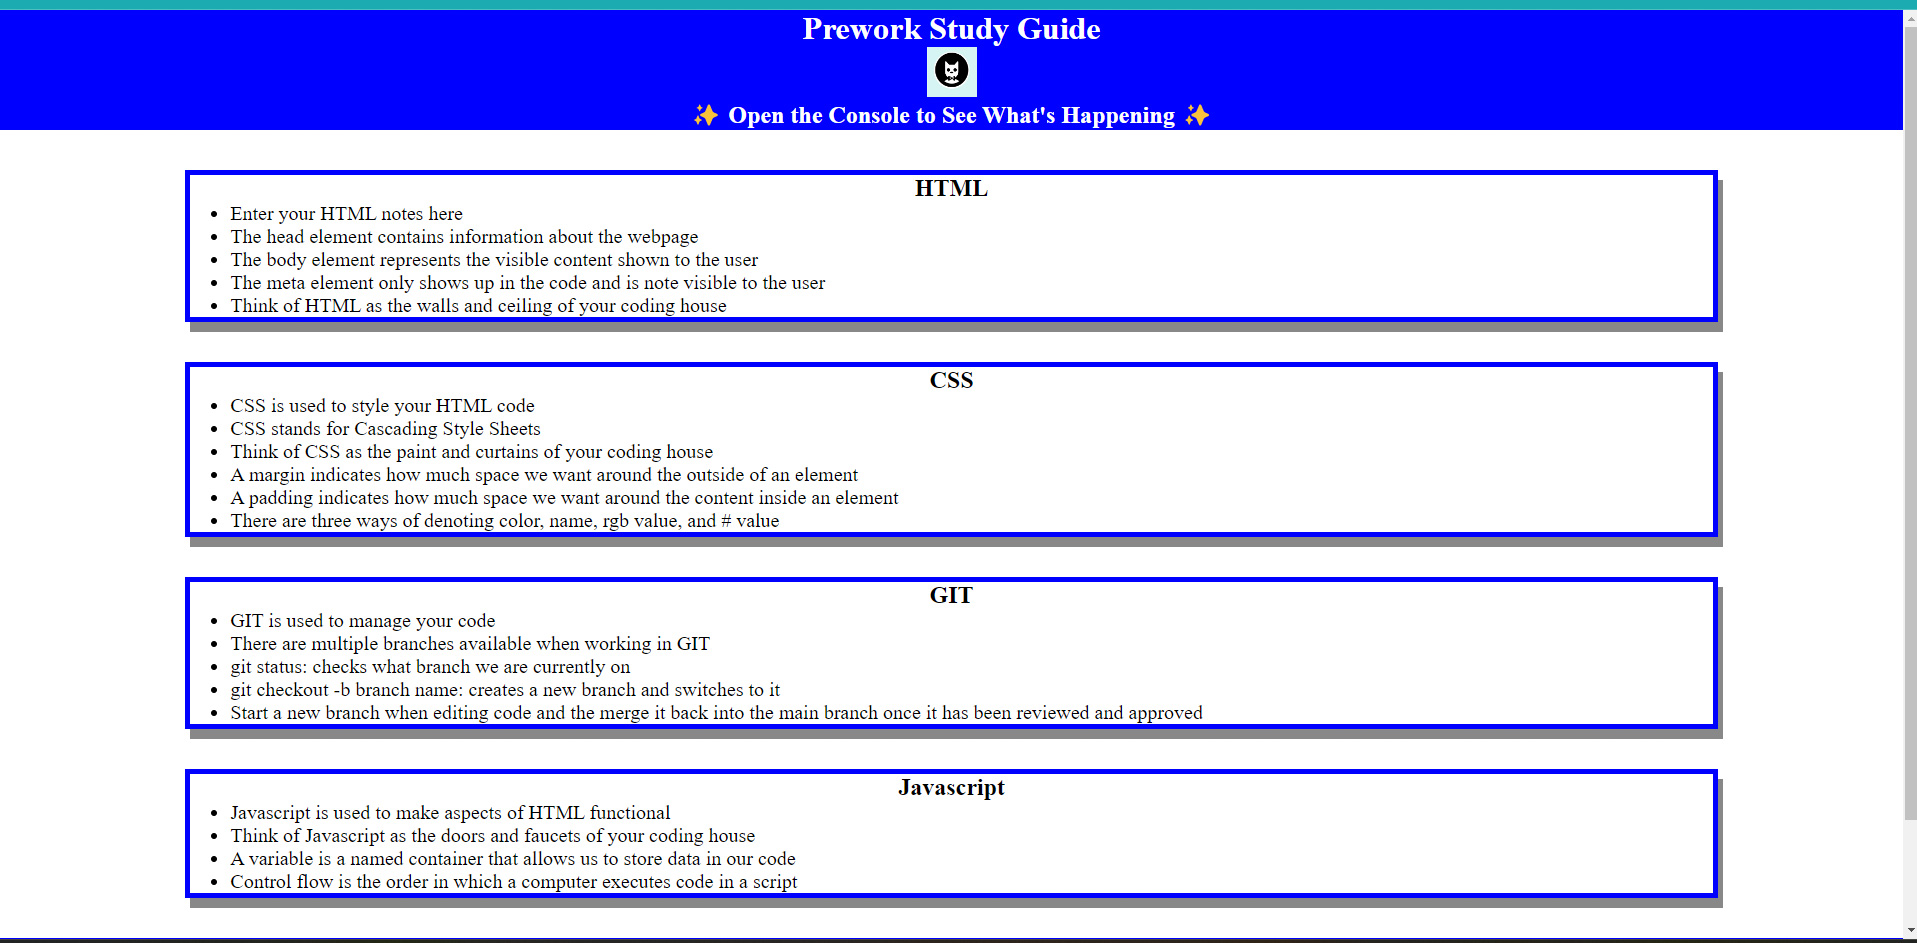 Prework Study Guide
✨ Open the Console to See What's Happening ✨
HTML
• Enter your HTML notes here
• The head element contains information about the webpage
• The body element represents the visible content shown to the user
• The meta element only shows up in the code and is note visible to the user
• Think of HTML as the walls and ceiling of your coding house
CSS
• CSS is used to style your HTML code
• CSS stands for Cascading Style Sheets
• Think of CSS as the paint and curtains of your coding house
• A margin indicates how much space we want around the outside of an element
• A padding indicates how much space we want around the content inside an element
• There are three ways of denoting color, name, rgb value, and # value
GIT
• GIT is used to manage your code
• There are multiple branches available when working in GIT
• git status: checks what branch we are currently on
• git checkout -b branch name: creates a new branch and switches to it
• Start a new branch when editing code and the merge it back into the main branch once it has been reviewed and approved
Javascript
• Javascript is used to make aspects of HTML functional
• Think of Javascript as the doors and faucets of your coding house
• A variable is a named container that allows us to store data in our code
• Control flow is the order in which a computer executes code in a script